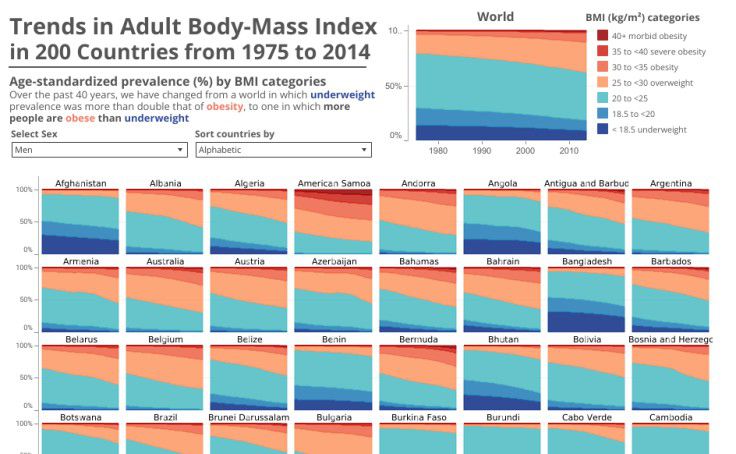 Trends in Adult Body-Mass Index
in 200 Countries from 1975 to 2014
Age-standardized prevalence (%) by BMI categories
Over the past 40 years, we have changed from a world in which underweight
prevalence was more than double that of obesity, to one in which more
people are obese than underweight
Select Sex
Sort countries by
Men
Alphabetic
World
10..
50%
0%
1980 1990 2000 2010
BMI (kg/m²) categories
40+ morbid obesity
35 to <40 severe obesity
30 to <35 obesity
25 to <30 overweight
20 to <25
18.5 to <20
< 18.5 underweight
Afghanistan Albania Algeria American Samoa Andorra Angola Antigua and Barbud Argentina
100%
50%
0%
Armenia Australia Austria Azerbaijan Bahamas Bahrain Bangladesh Barbados
100%
50%
0%
Belarus Belgium Belize Benin Bermuda Bhutan Bolivia Bosnia and Herzegc
100%
50%
0%
Botswana Brazil Brunei Darussalam Bulgaria Burkina Faso Burundi Cabo Verde Cambodia
100%